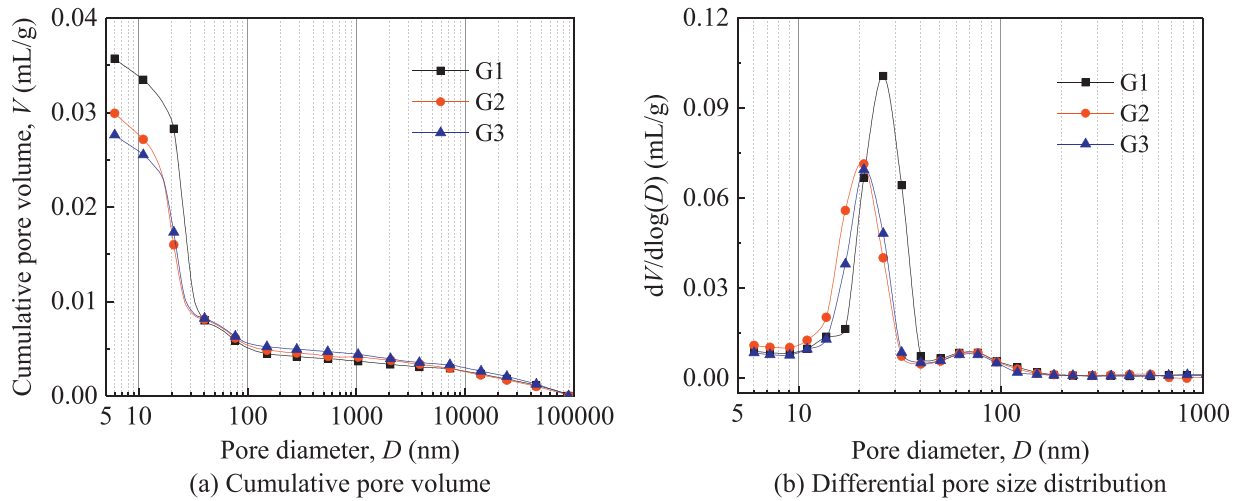 Cumulative pore volume, V (mL/g)
0.04
0.03
0.02
0.01
0.00
G1
G2
G3
5 10 100 1000 10000 100000
Pore diameter, D (nm)
(a) Cumulative pore volume
dV/dlog(D) (mL/g)
0.12
0.09
0.06
0.03
0.00
G1
G2
G3
5 10 100 1000
Pore diameter, D (nm)
(b) Differential pore size distribution